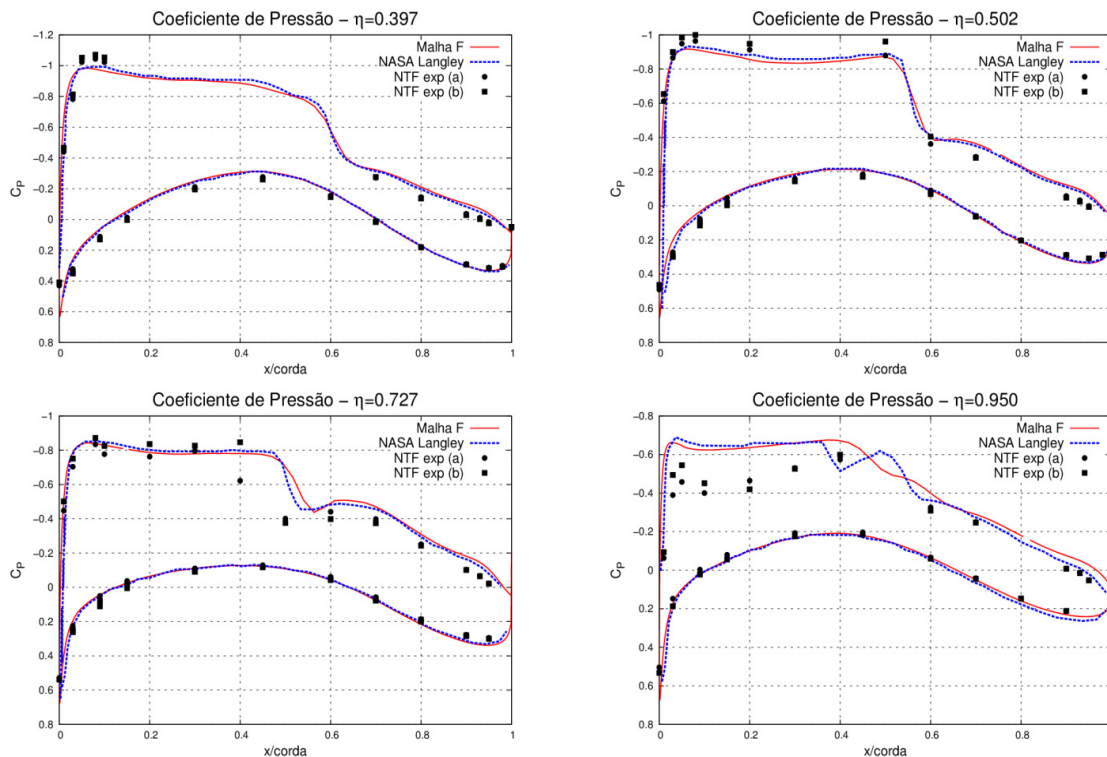 Coeficiente de Pressão – η=0.397
-1.2
-1
-0.8
-0.6
-0.4
-0.2
0
0.2
0.4
0.6
0.8
CP
0 0.2 0.4 0.6 0.8 1
x/corda
Malha F
NASA Langley
NTF exp (a)
NTF exp (b)
Coeficiente de Pressão – η=0.502
-1
-0.8
-0.6
-0.4
-0.2
0
0.2
0.4
0.6
0.8
CP
0 0.2 0.4 0.6 0.8
x/corda
Malha F
NASA Langley
NTF exp (a)
NTF exp (b)
Coeficiente de Pressão – η=0.727
-1
-0.8
-0.6
-0.4
-0.2
0
0.2
0.4
0.6
0.8
CP
0 0.2 0.4 0.6 0.8 1
x/corda
Malha F
NASA Langley
NTF exp (a)
NTF exp (b)
Coeficiente de Pressão – η=0.950
-0.8
-0.6
-0.4
-0.2
0
0.2
0.4
0.6
0.8
CP
0 0.2 0.4 0.6 0.8
x/corda
Malha F
NASA Langley
NTF exp (a)
NTF exp (b)